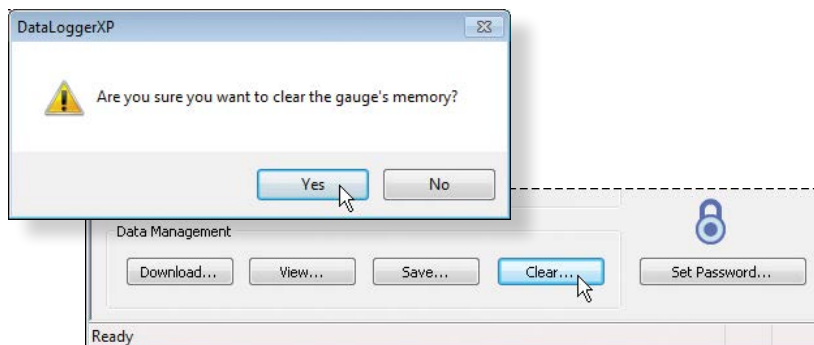 DataLoggerXP
Are you sure you want to clear the gauge's memory?
Yes No
Data Management
Download... View... Save... Clear... Set Password...
Ready